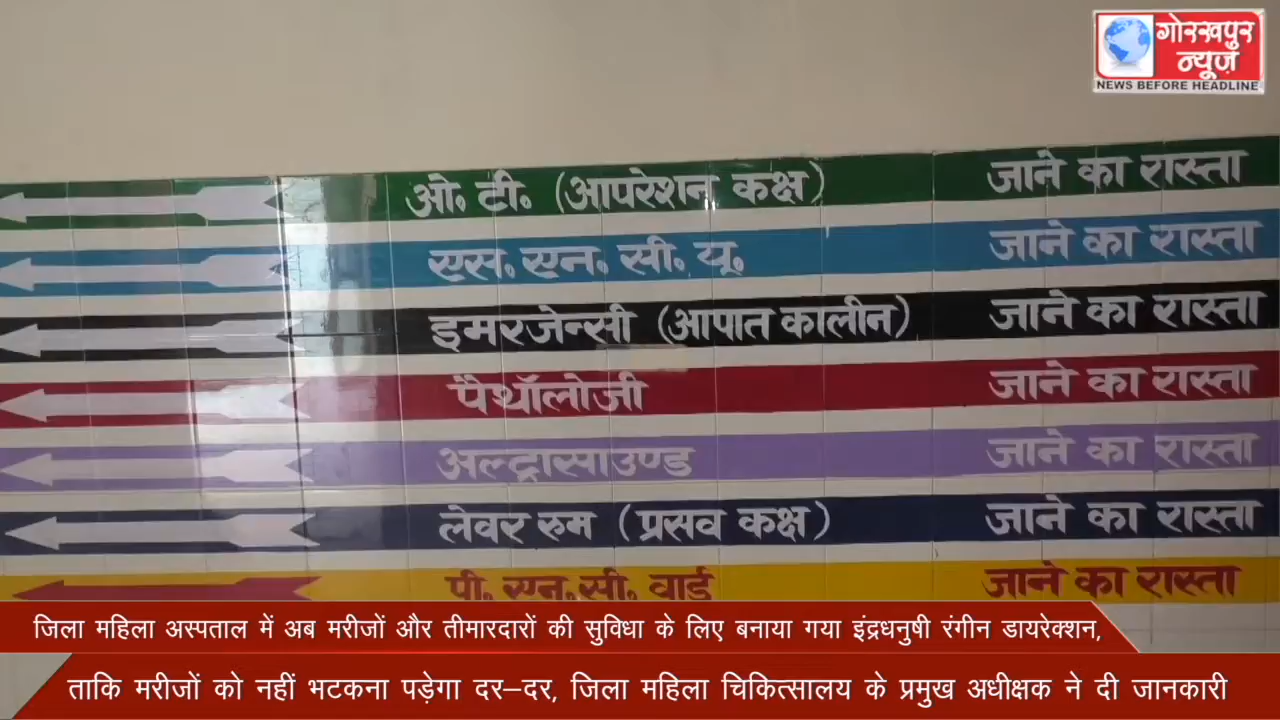 गोरखपुर
न्यूज़
NEWS BEFORE HEADLINE
ओ. टी. (आपरेशन कक्ष) जाने का रास्ता
एस. एन. सी. यू. जाने का रास्ता
इमरजेन्सी (आपात कालीन) जाने का रास्ता
पैथॉलोजी जाने का रास्ता
अल्ट्रासाउण्ड जाने का रास्ता
लेवर रुम (प्रसव कक्ष) जाने का रास्ता
पी. एन. सी. वार्ड जाने का रास्ता
जिला महिला अस्पताल में अब मरीजों और तीमारदारों की सुविधा के लिए बनाया गया इंद्रधनुषी रंगीन डायरेक्शन,
ताकि मरीजों को नहीं भटकना पड़ेगा दर–दर, जिला महिला चिकित्सालय के प्रमुख अधीक्षक ने दी जानकारी